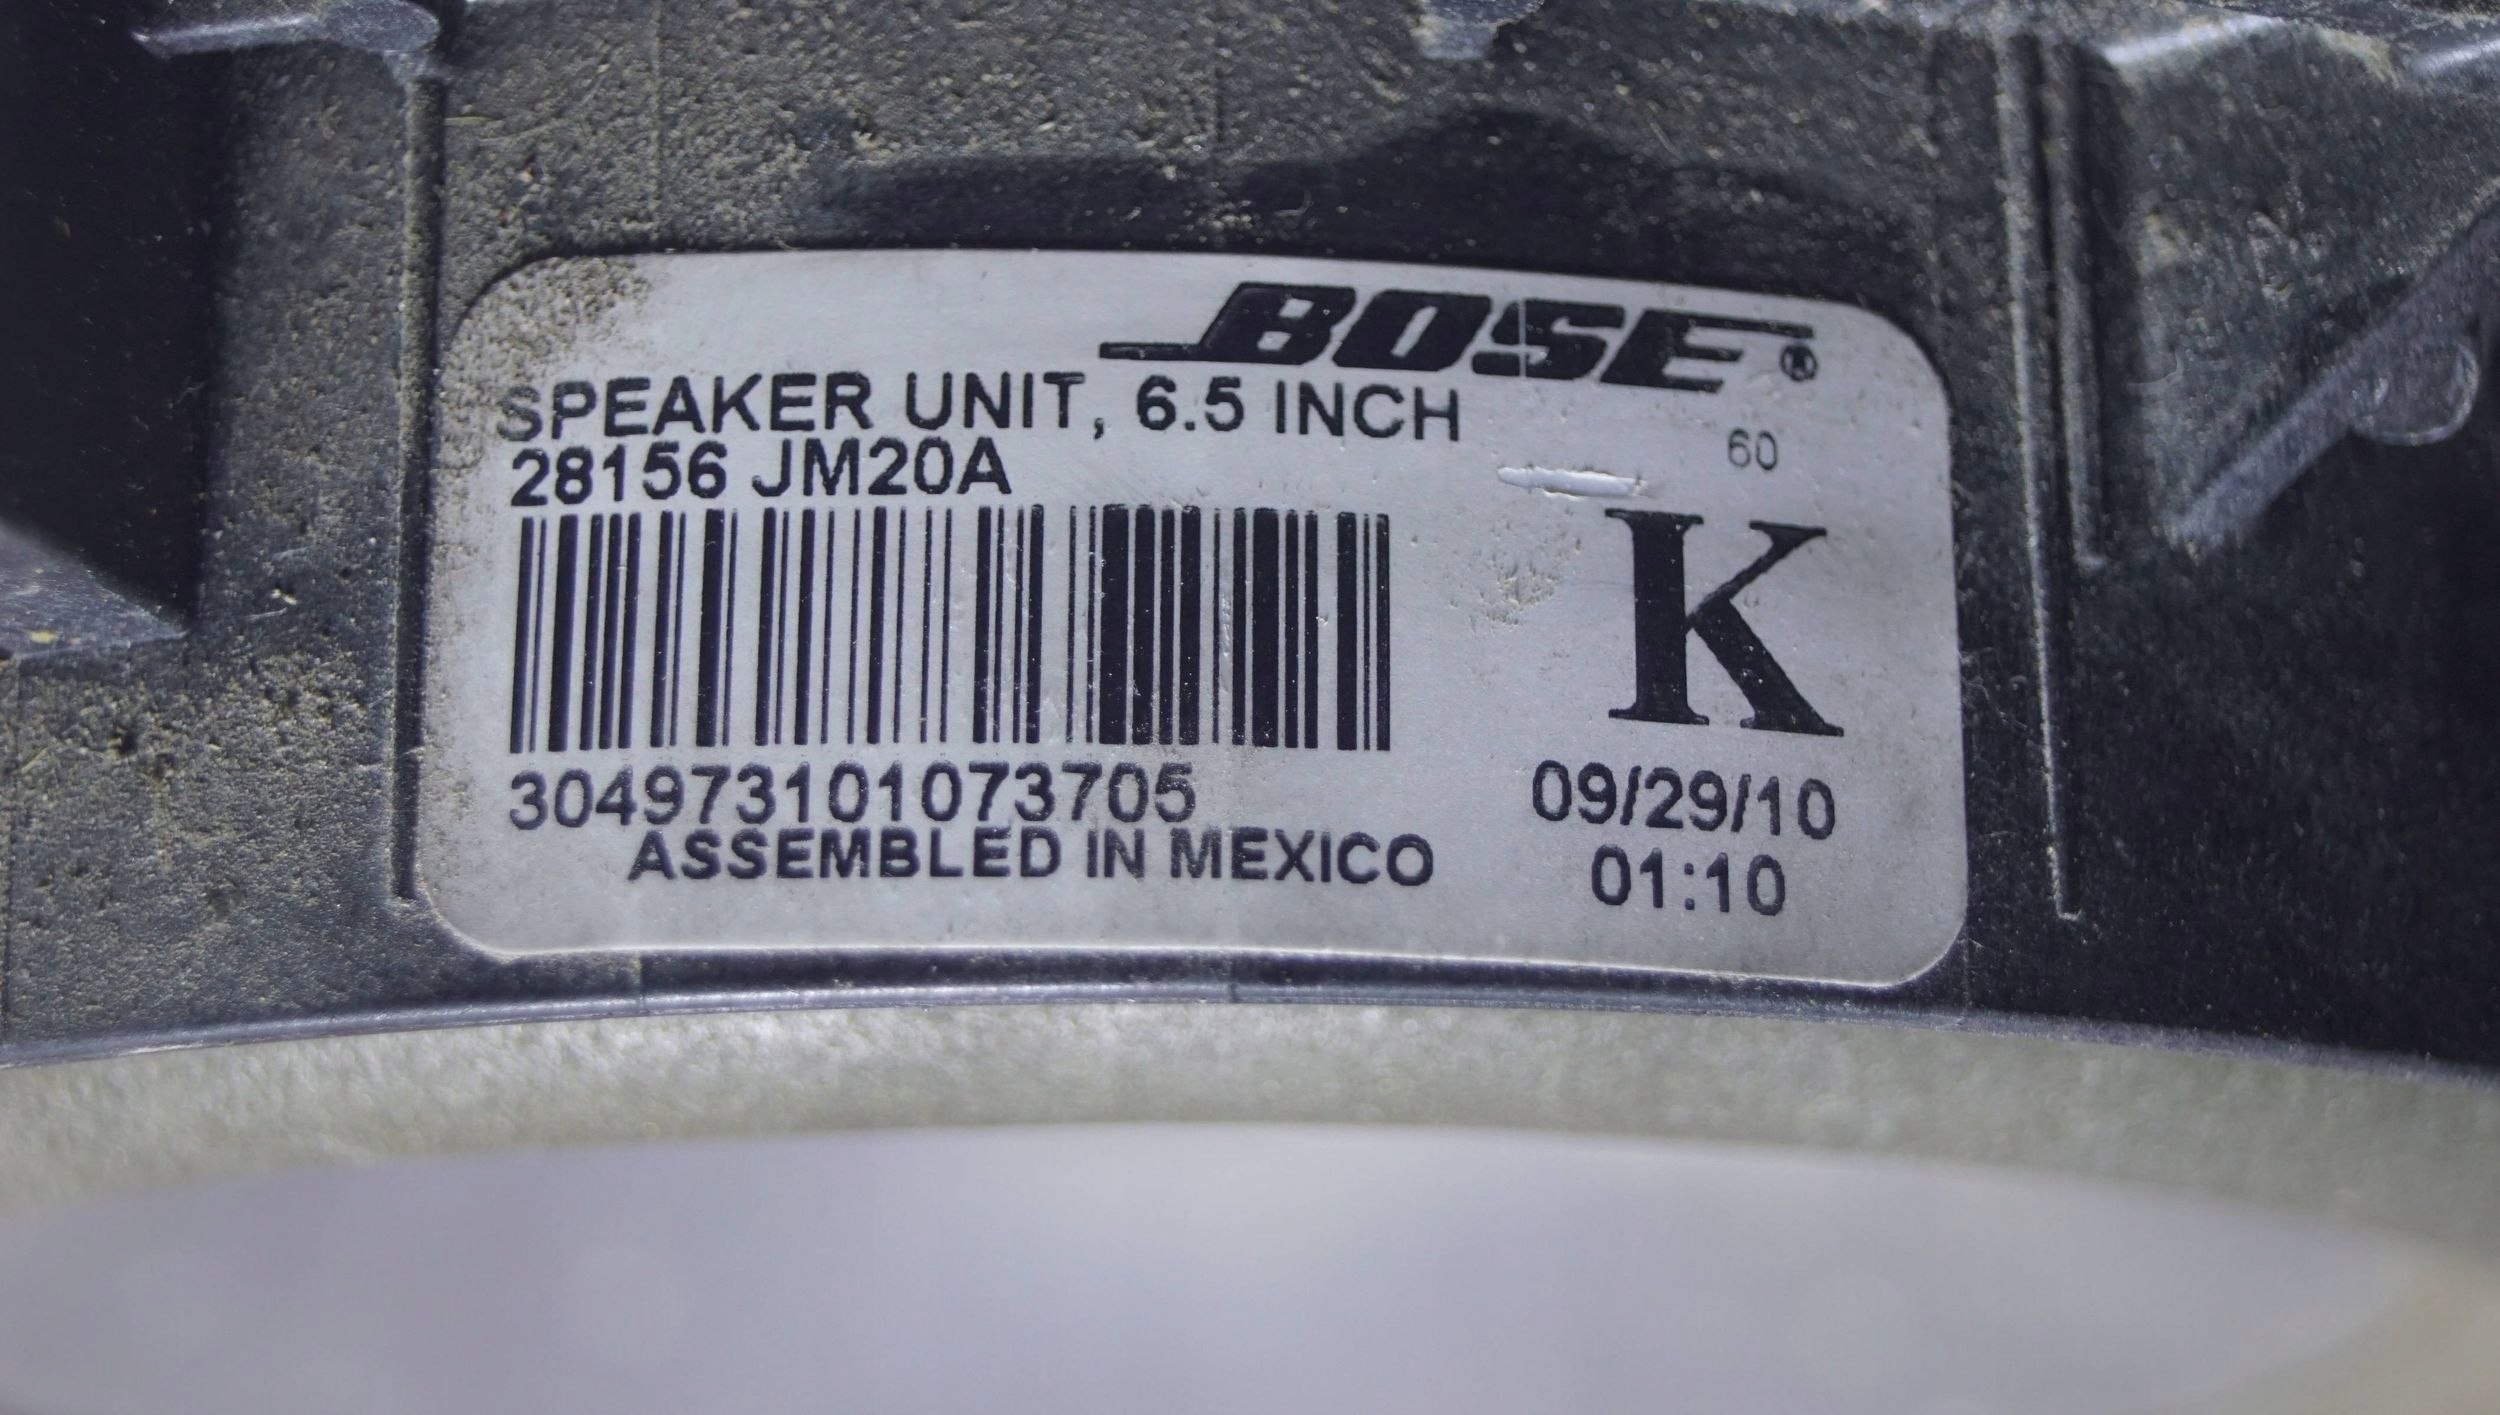 BOSE®
SPEAKER UNIT, 6.5 INCH
28156 JM20A
60
K
304973101073705
ASSEMBLED IN MEXICO
09/29/10
01:10